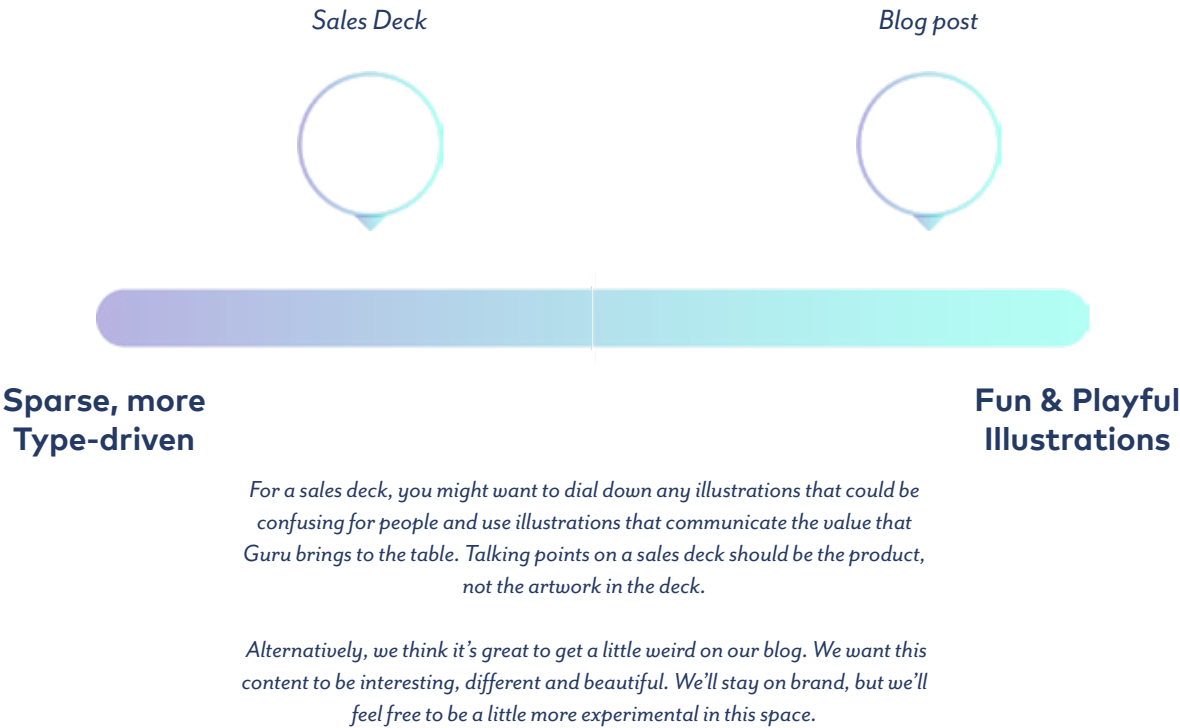 Sales Deck
Blog post
Sparse, more
Type-driven
Fun & Playful
Illustrations
For a sales deck, you might want to dial down any illustrations that could be
confusing for people and use illustrations that communicate the value that
Guru brings to the table. Talking points on a sales deck should be the product,
not the artwork in the deck.
Alternatively, we think it’s great to get a little weird on our blog. We want this
content to be interesting, different and beautiful. We’ll stay on brand, but we’ll
feel free to be a little more experimental in this space.